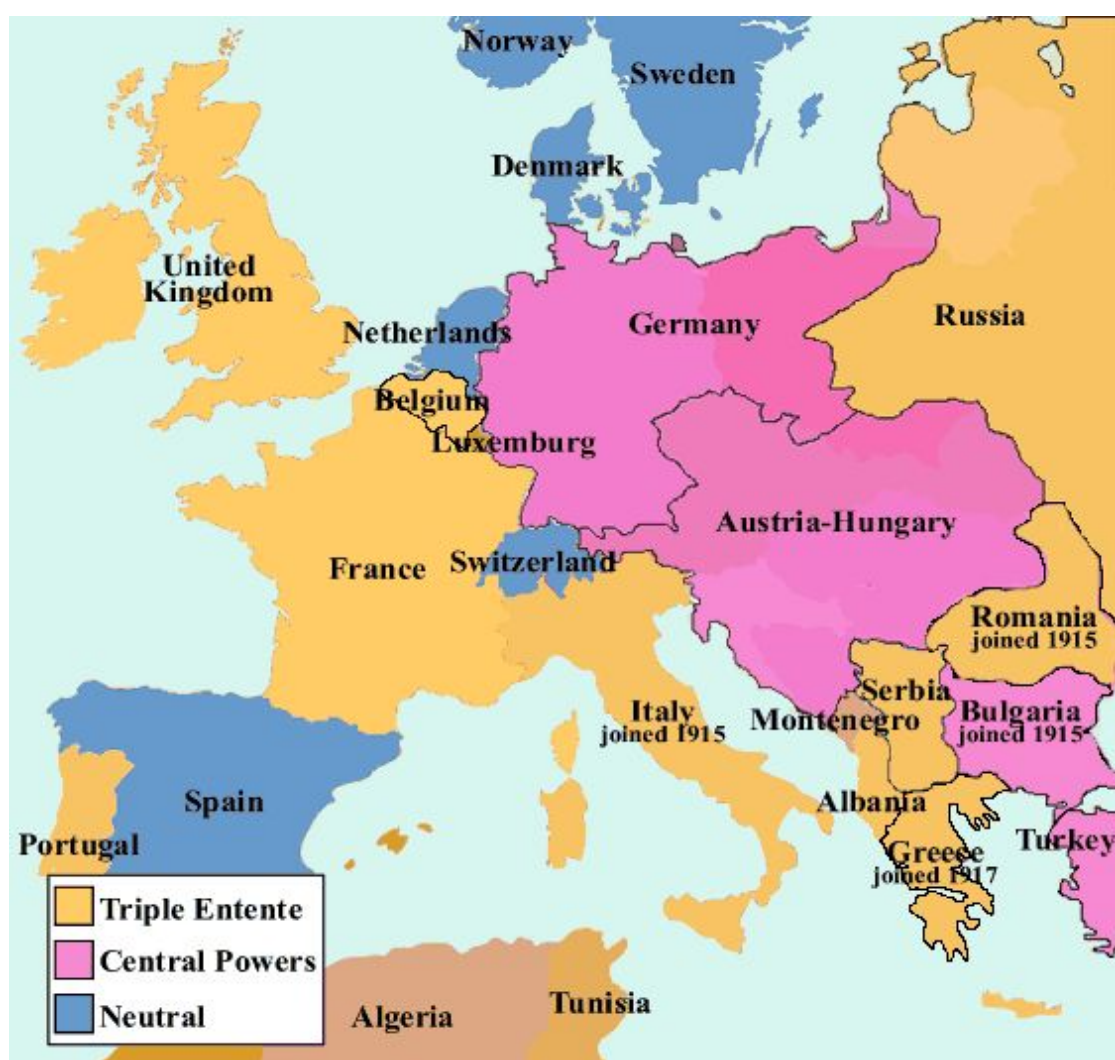 Norway
Sweden
Denmark
United
Kingdom
Netherlands
Germany
Russia
Belgium
Luxemburg
Austria-Hungary
Switzerland
France
Romania
joined 1915
Serbia
Italy
joined 1915
Montenegro
Bulgaria
joined 1915
Spain
Albania
Portugal
Greece
joined 1917
Turkey
Triple Entente
Central Powers
Neutral
Algeria
Tunisia